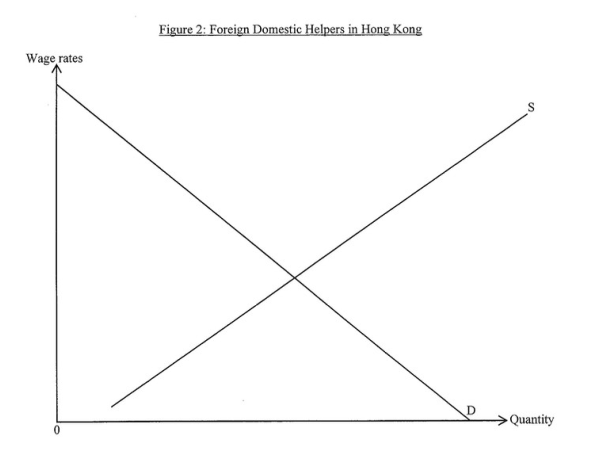 Figure 2: Foreign Domestic Helpers in Hong Kong
Wage rates
S
D
Quantity
0